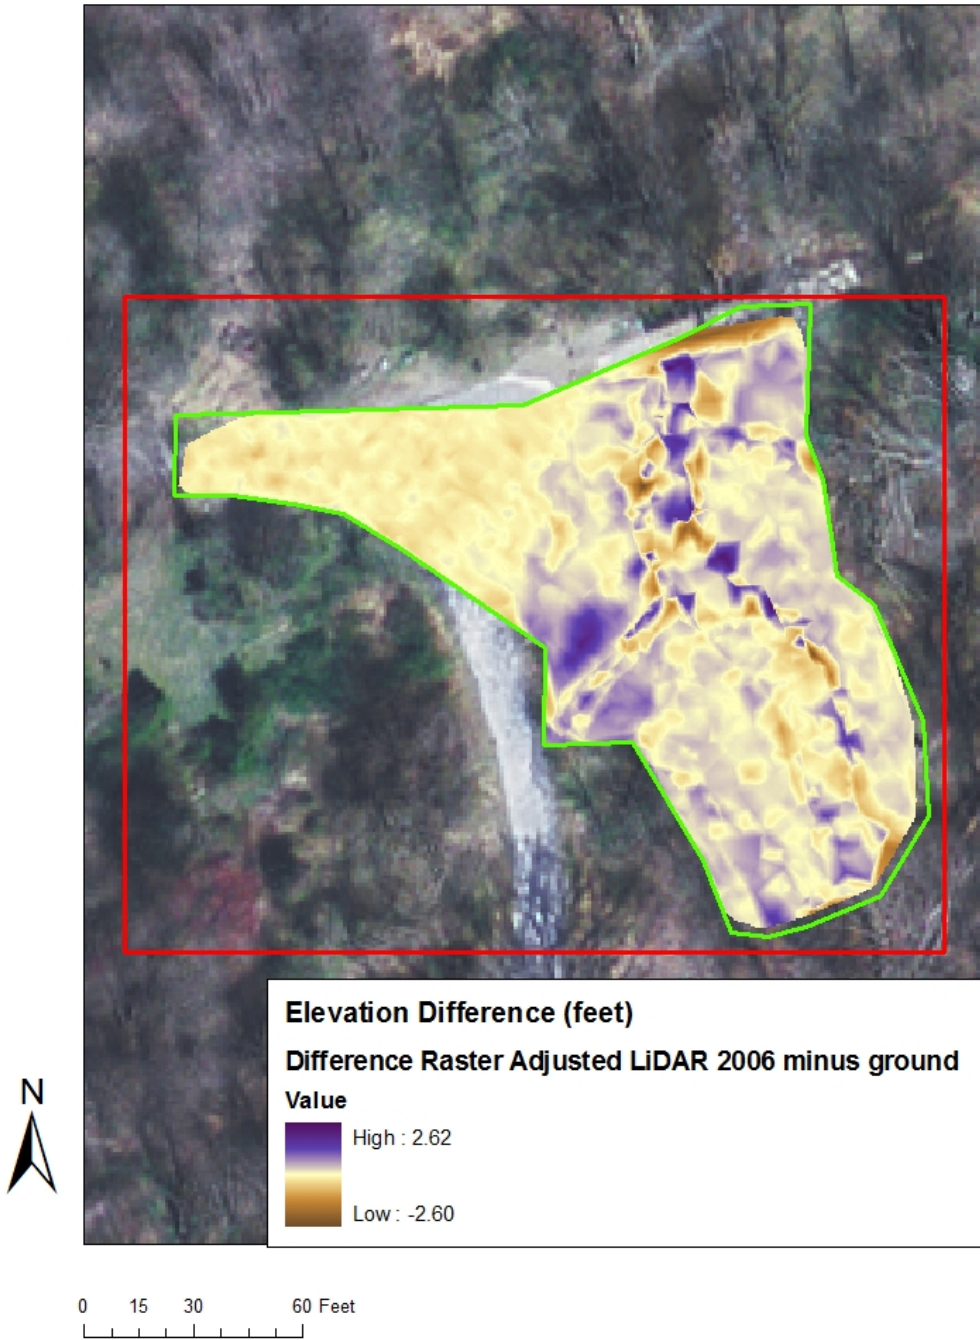 Elevation Difference (feet)
Difference Raster Adjusted LiDAR 2006 minus ground
Value
High : 2.62
Low : -2.60
N
0 15 30 60 Feet